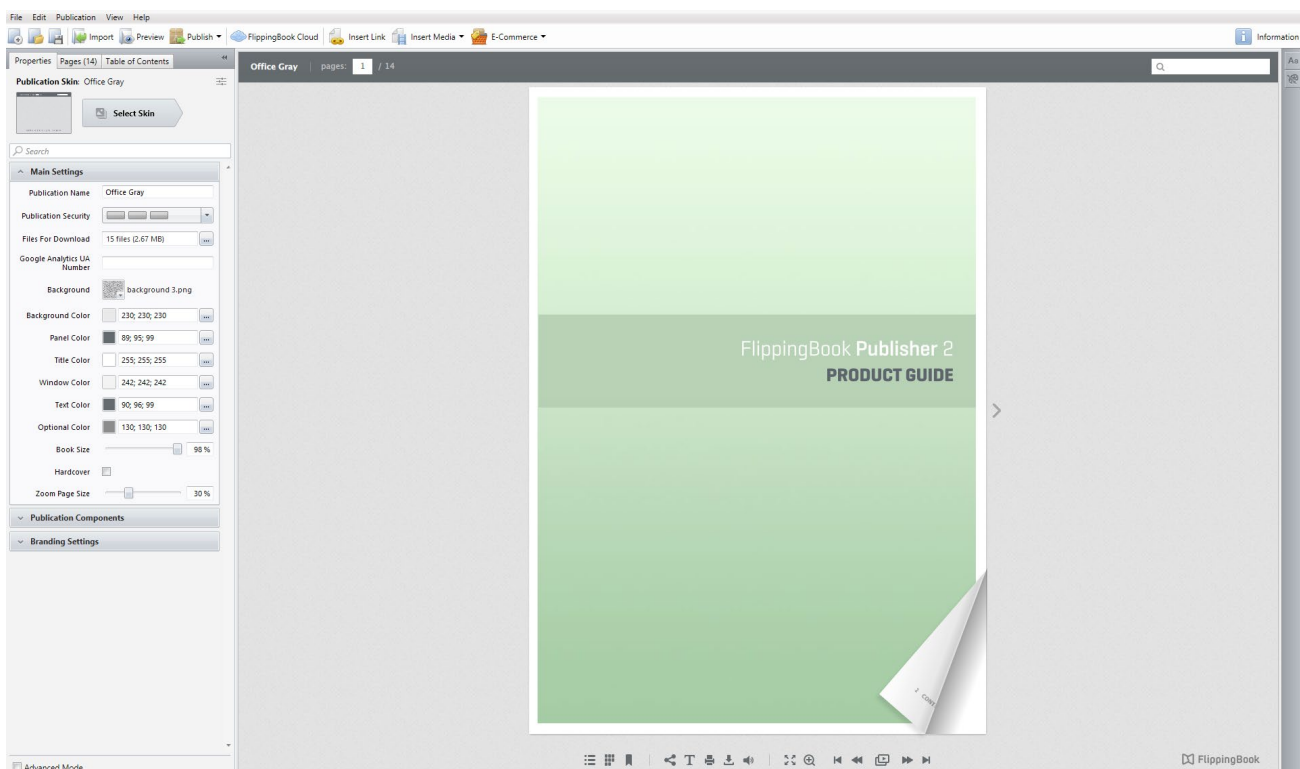 File Edit Publication View Help
Import Preview Publish FlippingBook Cloud Insert Link Insert Media E-Commerce Information
Properties Pages (14) Table of Contents
Publication Skin: Office Gray
Select Skin
Search
Main Settings
Publication Name Office Gray
Publication Security
Files For Download 15 files (2.67 MB) ...
Google Analytics UA
Number
Background background 3.png
Background Color 230; 230; 230 ...
Panel Color 89; 95; 99 ...
Title Color 255; 255; 255 ...
Window Color 242; 242; 242 ...
Text Color 90; 96; 99 ...
Optional Color 130; 130; 130 ...
Book Size 98 %
Hardcover
Zoom Page Size 30 %
Publication Components
Branding Settings
Advanced Mode
Office Gray pages: 1 / 14
Aa
FlippingBook Publisher 2
PRODUCT GUIDE
T
FlippingBook